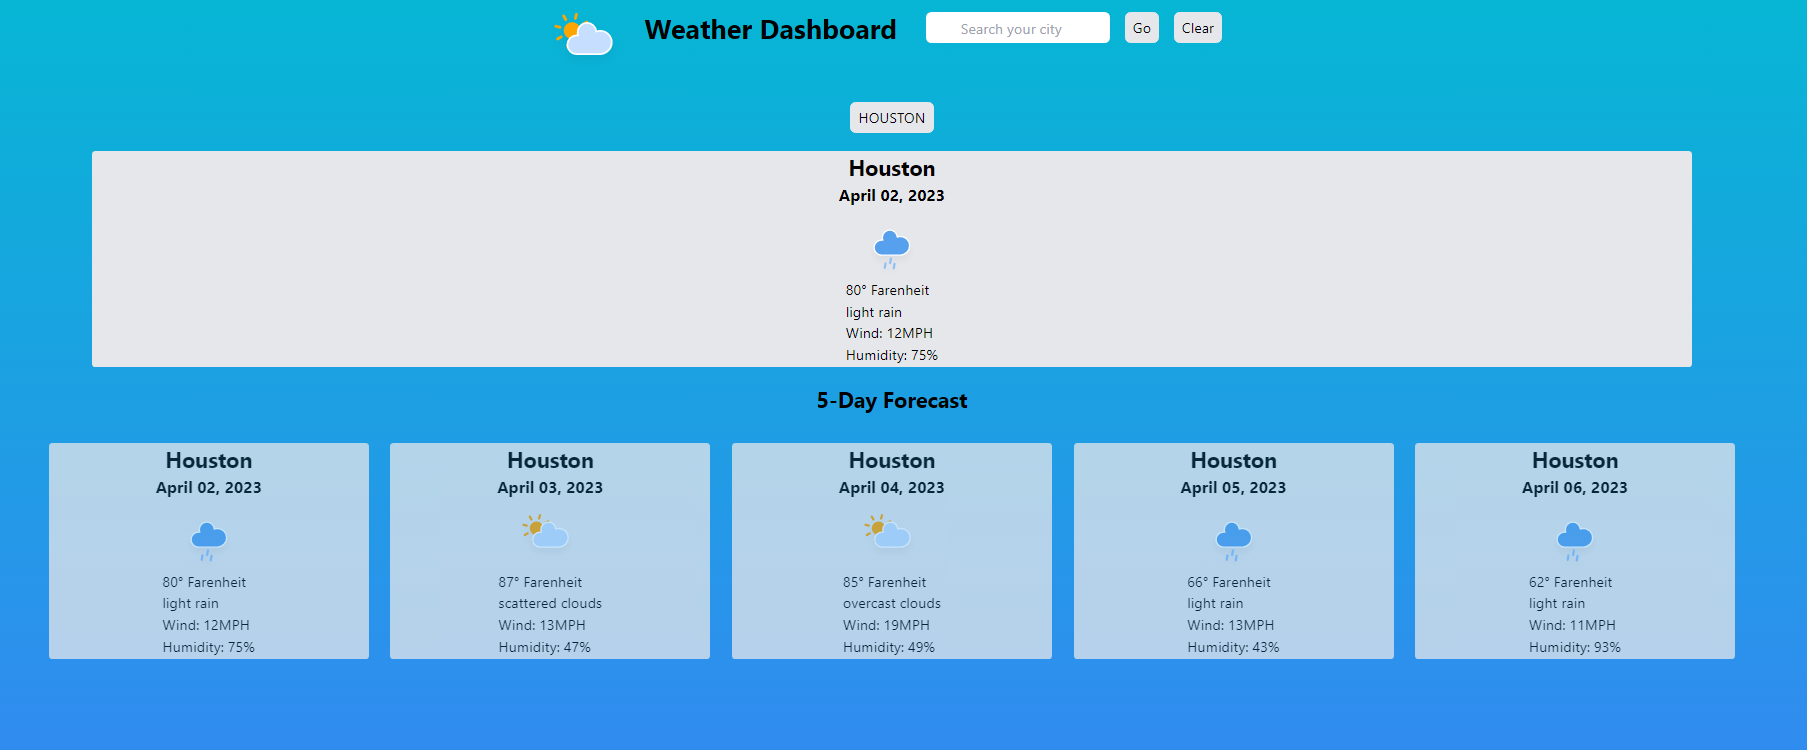 Weather Dashboard
Search your city
Go
Clear
HOUSTON
Houston
April 02, 2023
80° Farenheit
light rain
Wind: 12MPH
Humidity: 75%
5-Day Forecast
Houston
April 02, 2023
80° Farenheit
light rain
Wind: 12MPH
Humidity: 75%
Houston
April 03, 2023
87° Farenheit
scattered clouds
Wind: 13MPH
Humidity: 47%
Houston
April 04, 2023
85° Farenheit
overcast clouds
Wind: 19MPH
Humidity: 49%
Houston
April 05, 2023
66° Farenheit
light rain
Wind: 13MPH
Humidity: 43%
Houston
April 06, 2023
62° Farenheit
light rain
Wind: 11MPH
Humidity: 93%